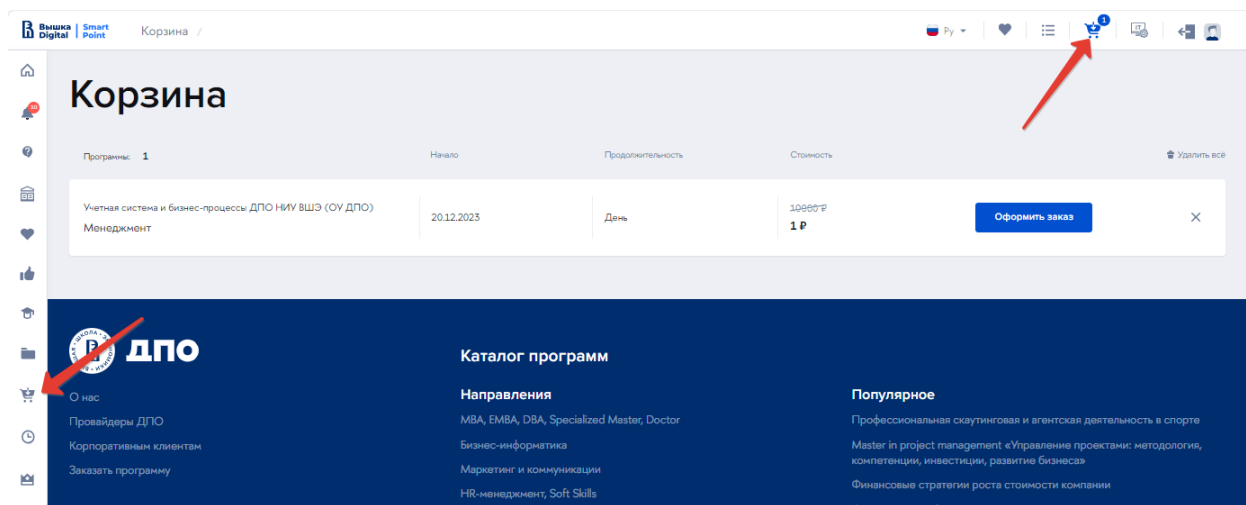 Вышка | Smart
Digital | Point
Корзина /
Ру
1
10
Корзина
Программы: 1
Начало
Продолжительность
Стоимость
Удалить все
Учетная система и бизнес-процессы ДПО НИУ ВШЭ (ОУ ДПО)
Менеджмент
20.12.2023
День
10000 ₽
1 ₽
Оформить заказ
ДПО
О нас
Провайдеры ДПО
Корпоративным клиентам
Заказать программу
Каталог программ
Направления
MBA, EMBA, DBA, Specialized Master, Doctor
Бизнес-информатика
Маркетинг и коммуникации
HR-менеджмент, Soft Skills
Популярное
Профессиональная скаутинговая и агентская деятельность в спорте
Master in project management «Управление проектами: методология,
компетенции, инвестиции, развитие бизнеса»
Финансовые стратегии роста стоимости компании